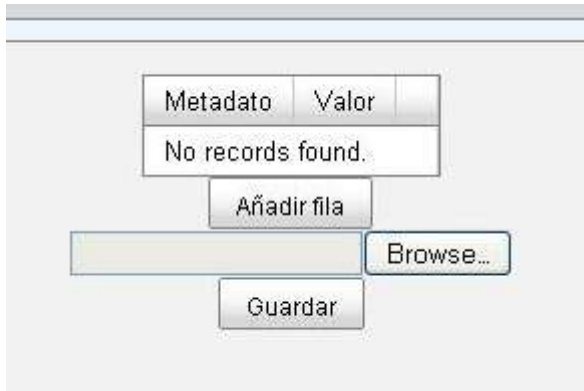 Metadato Valor
No records found.
Añadir fila
Browse...
Guardar